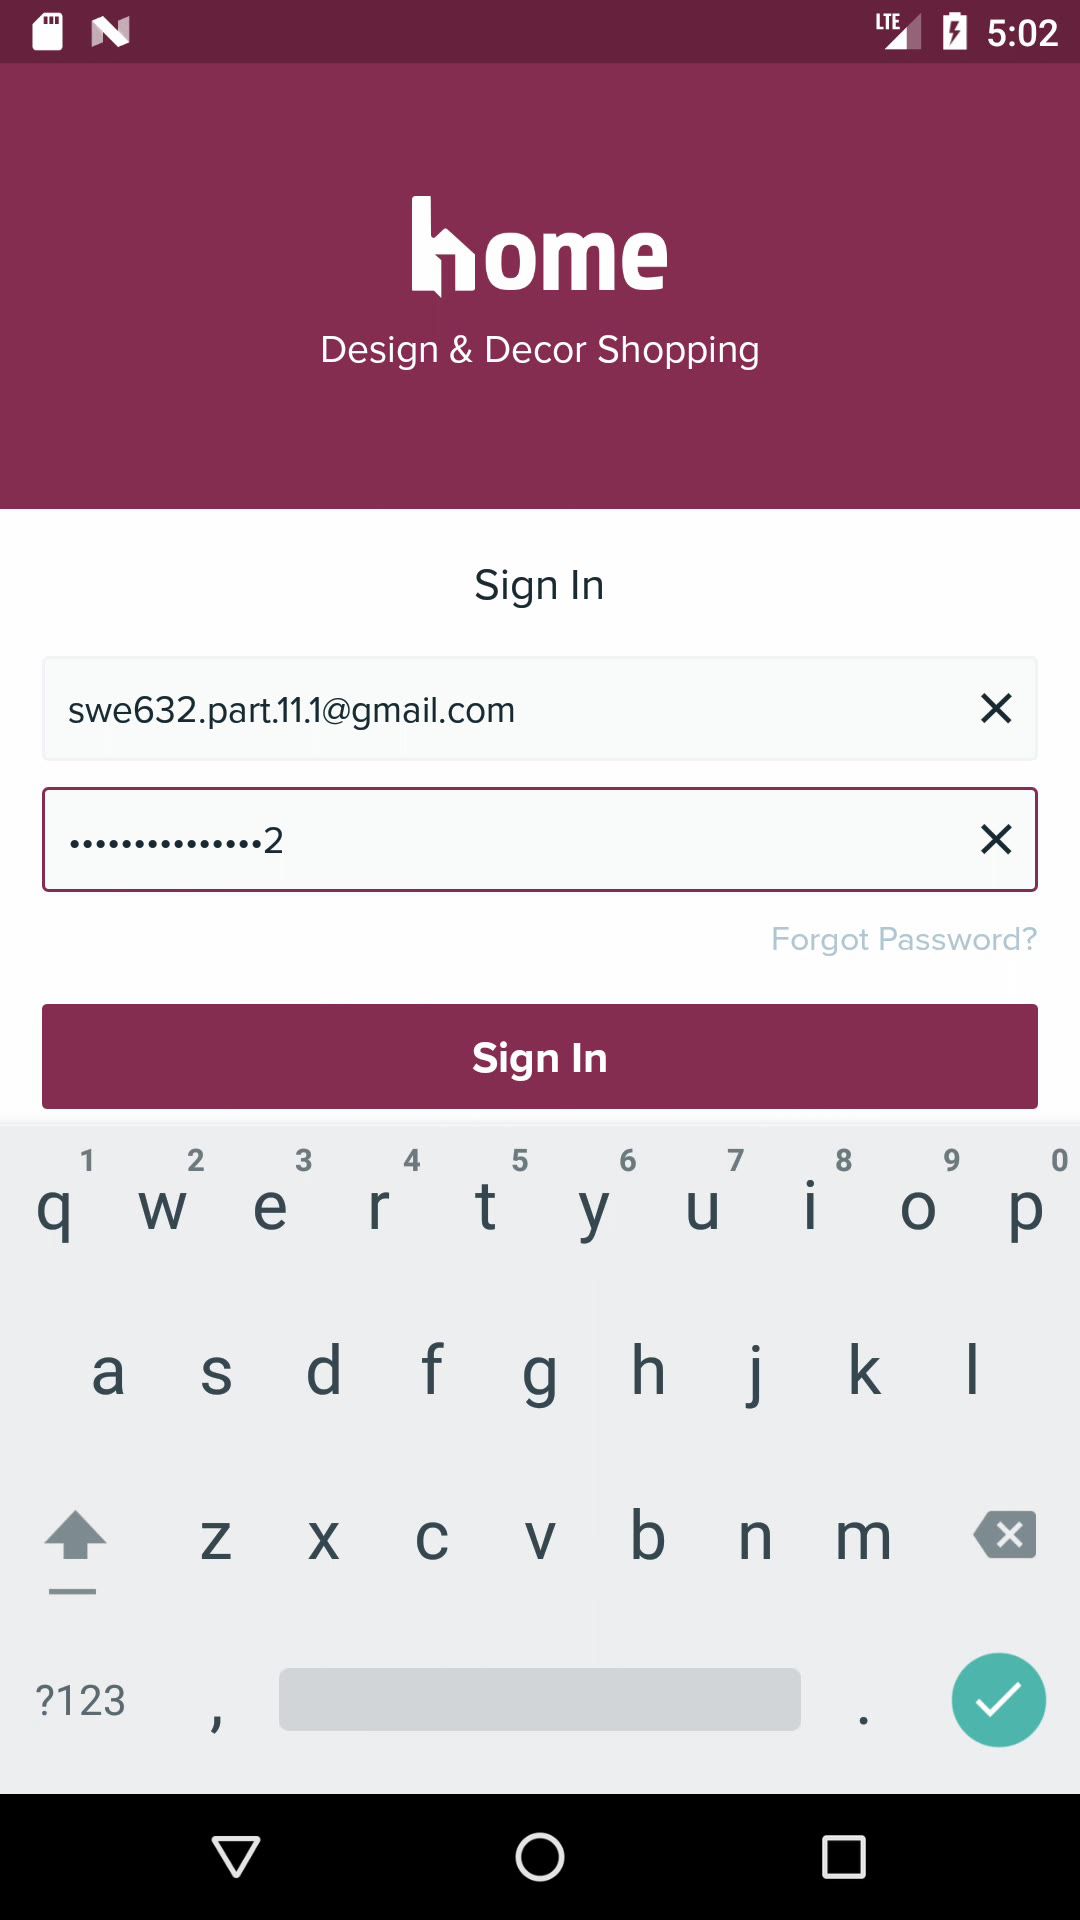 LTE 5:02
home
Design & Decor Shopping
Sign In
swe632.part.11.1@gmail.com
•••••••••••••••2
Forgot Password?
Sign In
1 2 3 4 5 6 7 8 9 0
q w e r t y u i o p
a s d f g h j k l
z x c v b n m
?123 , .